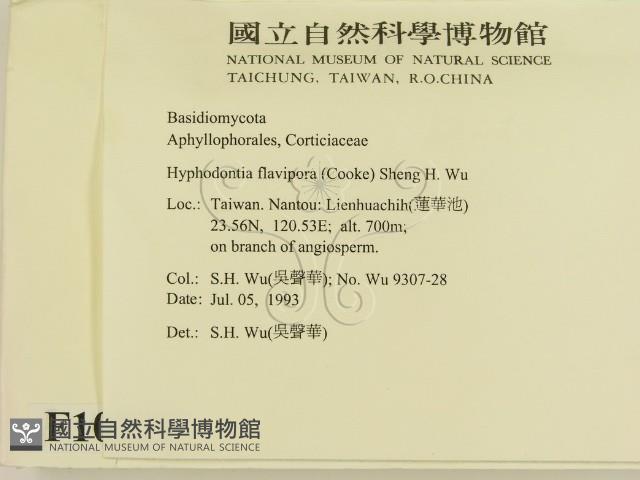 國立自然科學博物館
NATIONAL MUSEUM OF NATURAL SCIENCE
TAICHUNG, TAIWAN, R.O.CHINA
Basidiomycota
Aphyllophorales, Corticiaceae
Hyphodontia flavipora (Cooke) Sheng H. Wu
Loc.: Taiwan. Nantou: Lienhuachih(蓮華池)
23.56N, 120.53E; alt. 700m;
on branch of angiosperm.
Col.: S.H. Wu(吳聲華); No. Wu 9307-28
Date: Jul. 05, 1993
Det.: S.H. Wu(吳聲華)
國立自然科學博物館
NATIONAL MUSEUM OF NATURAL SCIENCE